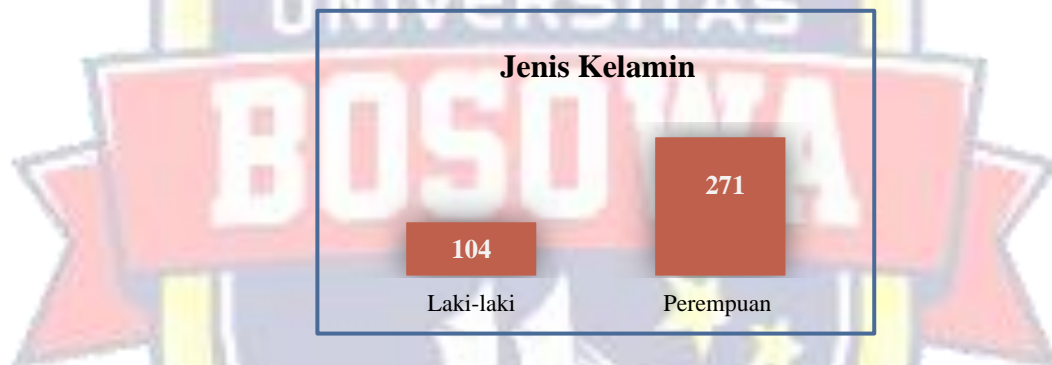 UNIVERSITAS
BOSOWA
Jenis Kelamin
271
104
Laki-laki
Perempuan